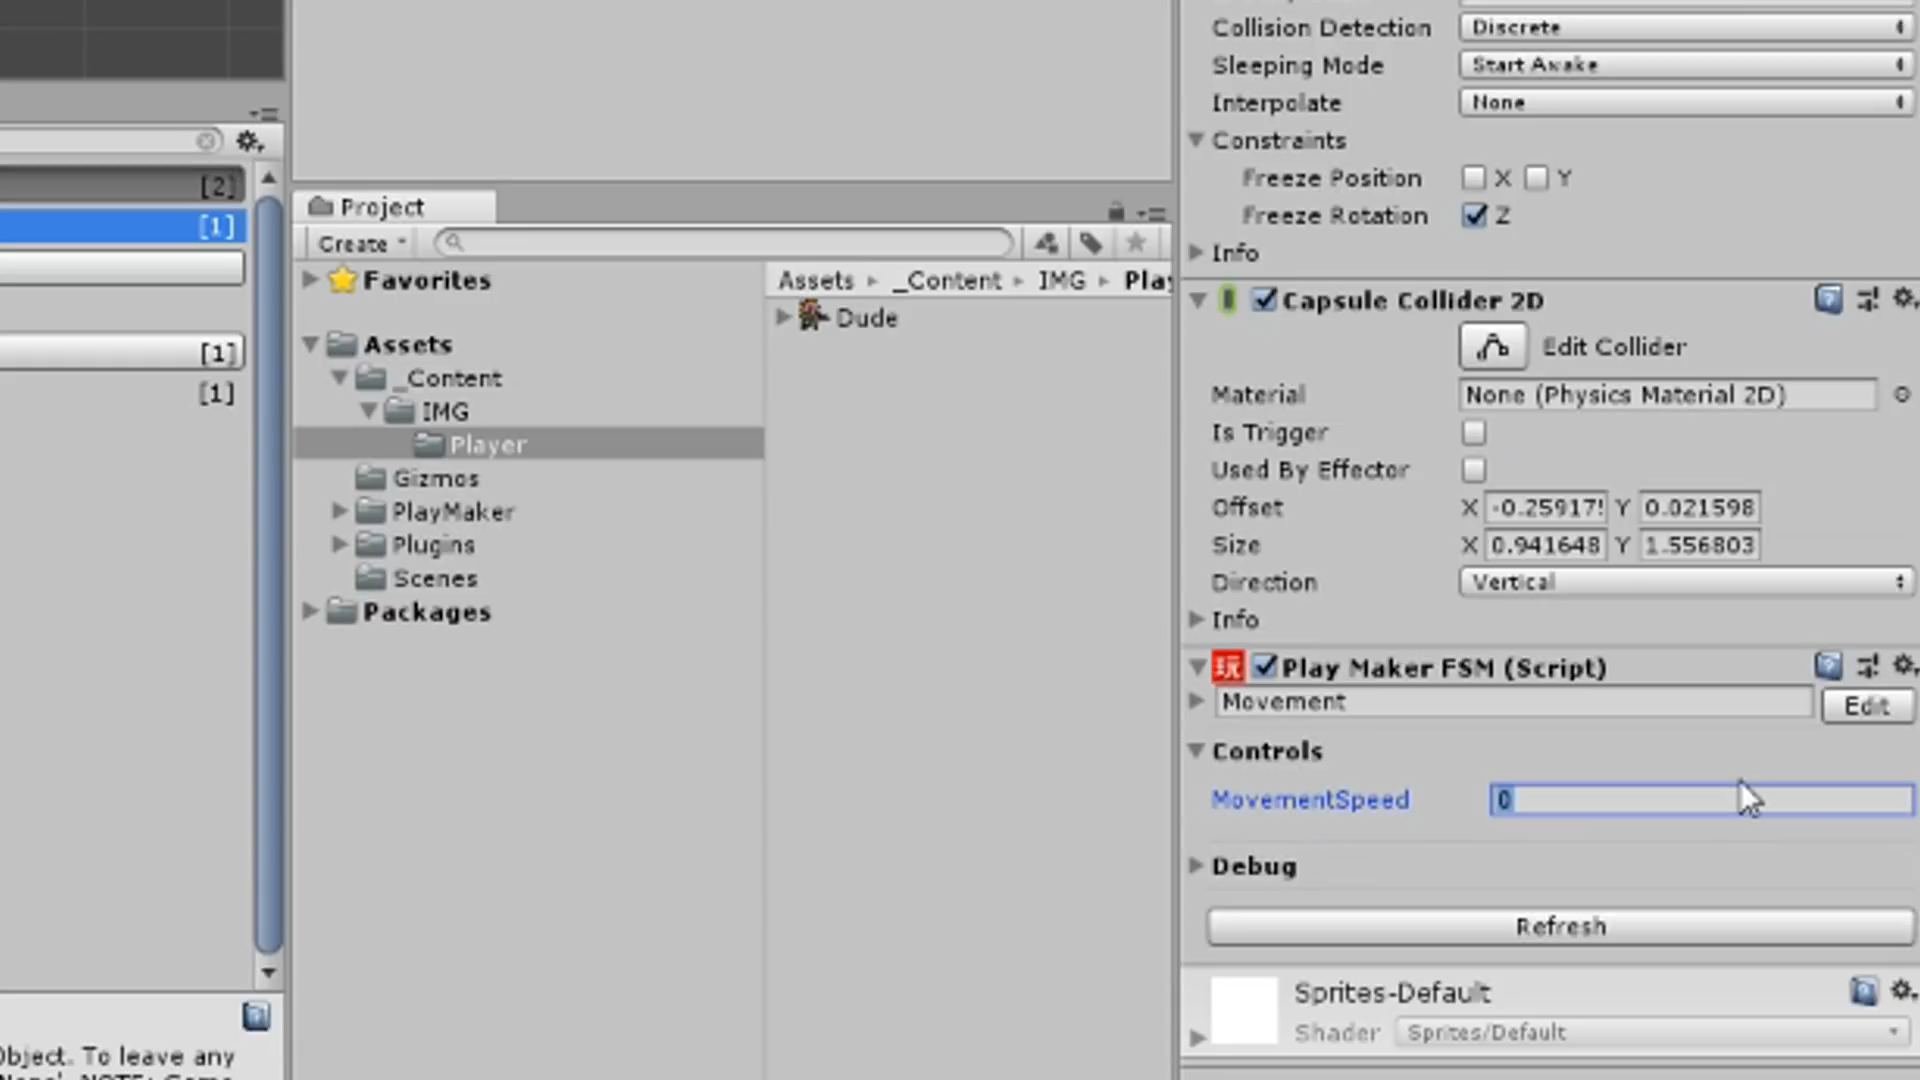 [2]
[1]
[1]
[1]
Object. To leave any
Project
Create
Favorites
Assets
_Content
IMG
Player
Gizmos
PlayMaker
Plugins
Scenes
Packages
Assets _Content IMG Play
Dude
Collision Detection Discrete
Sleeping Mode Start Awake
Interpolate None
Constraints
Freeze Position X Y
Freeze Rotation Z
Info
Capsule Collider 2D
Edit Collider
Material None (Physics Material 2D)
Is Trigger
Used By Effector
Offset X -0.25917 Y 0.021598
Size X 0.941648 Y 1.556803
Direction Vertical
Info
玩 Play Maker FSM (Script)
Movement Edit
Controls
MovementSpeed 0
Debug
Refresh
Sprites-Default
Shader Sprites/Default